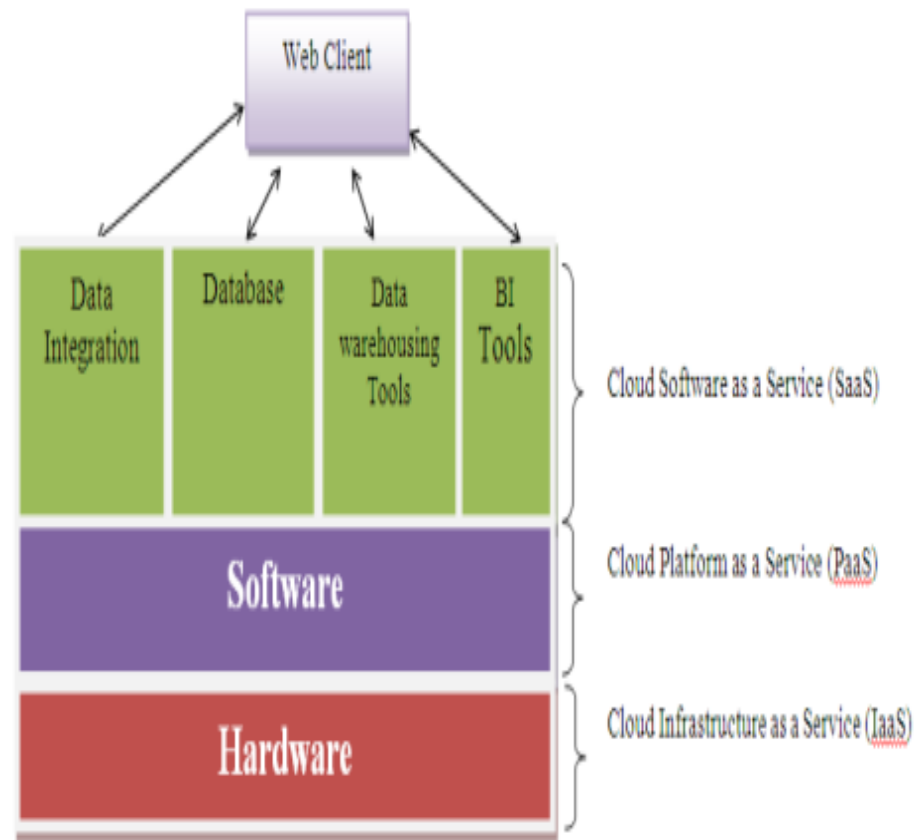 Web Client
Data
Integration
Database
Data
warehousing
Tools
BI
Tools
Cloud Software as a Service (SaaS)
Software
Cloud Platform as a Service (PaaS)
Hardware
Cloud Infrastructure as a Service (IaaS)